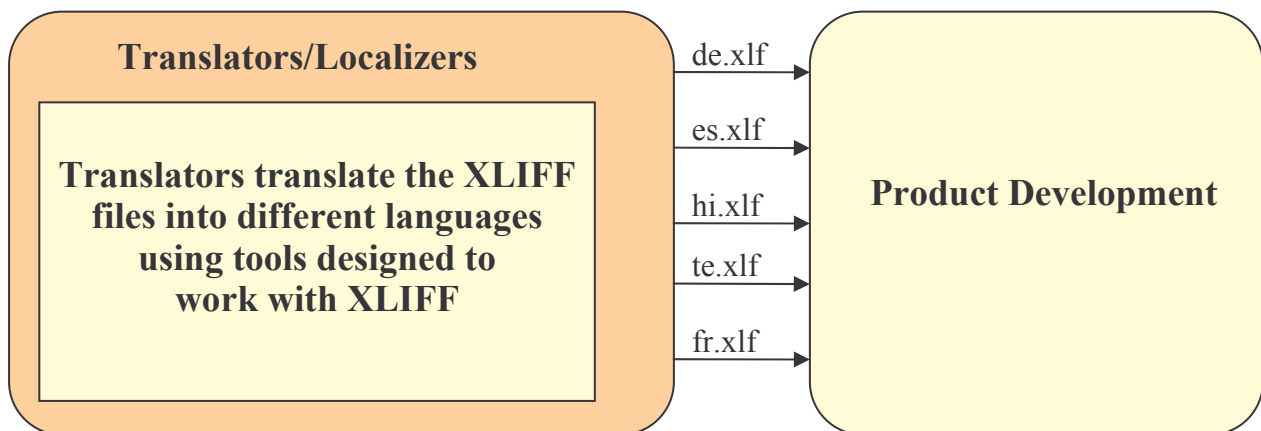 Translators/Localizers
Translators translate the XLIFF
files into different languages
using tools designed to
work with XLIFF
de.xlf
es.xlf
hi.xlf
te.xlf
fr.xlf
Product Development